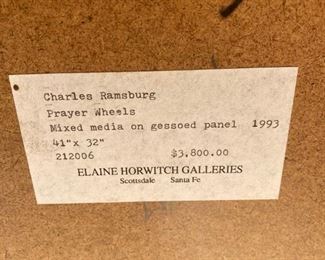 Charles Ramsburg
Prayer Wheels
Mixed media on gessoed panel 1993
41"x 32"
212006 $3,800.00
ELAINE HORWITCH GALLERIES
Scottsdale Santa Fe